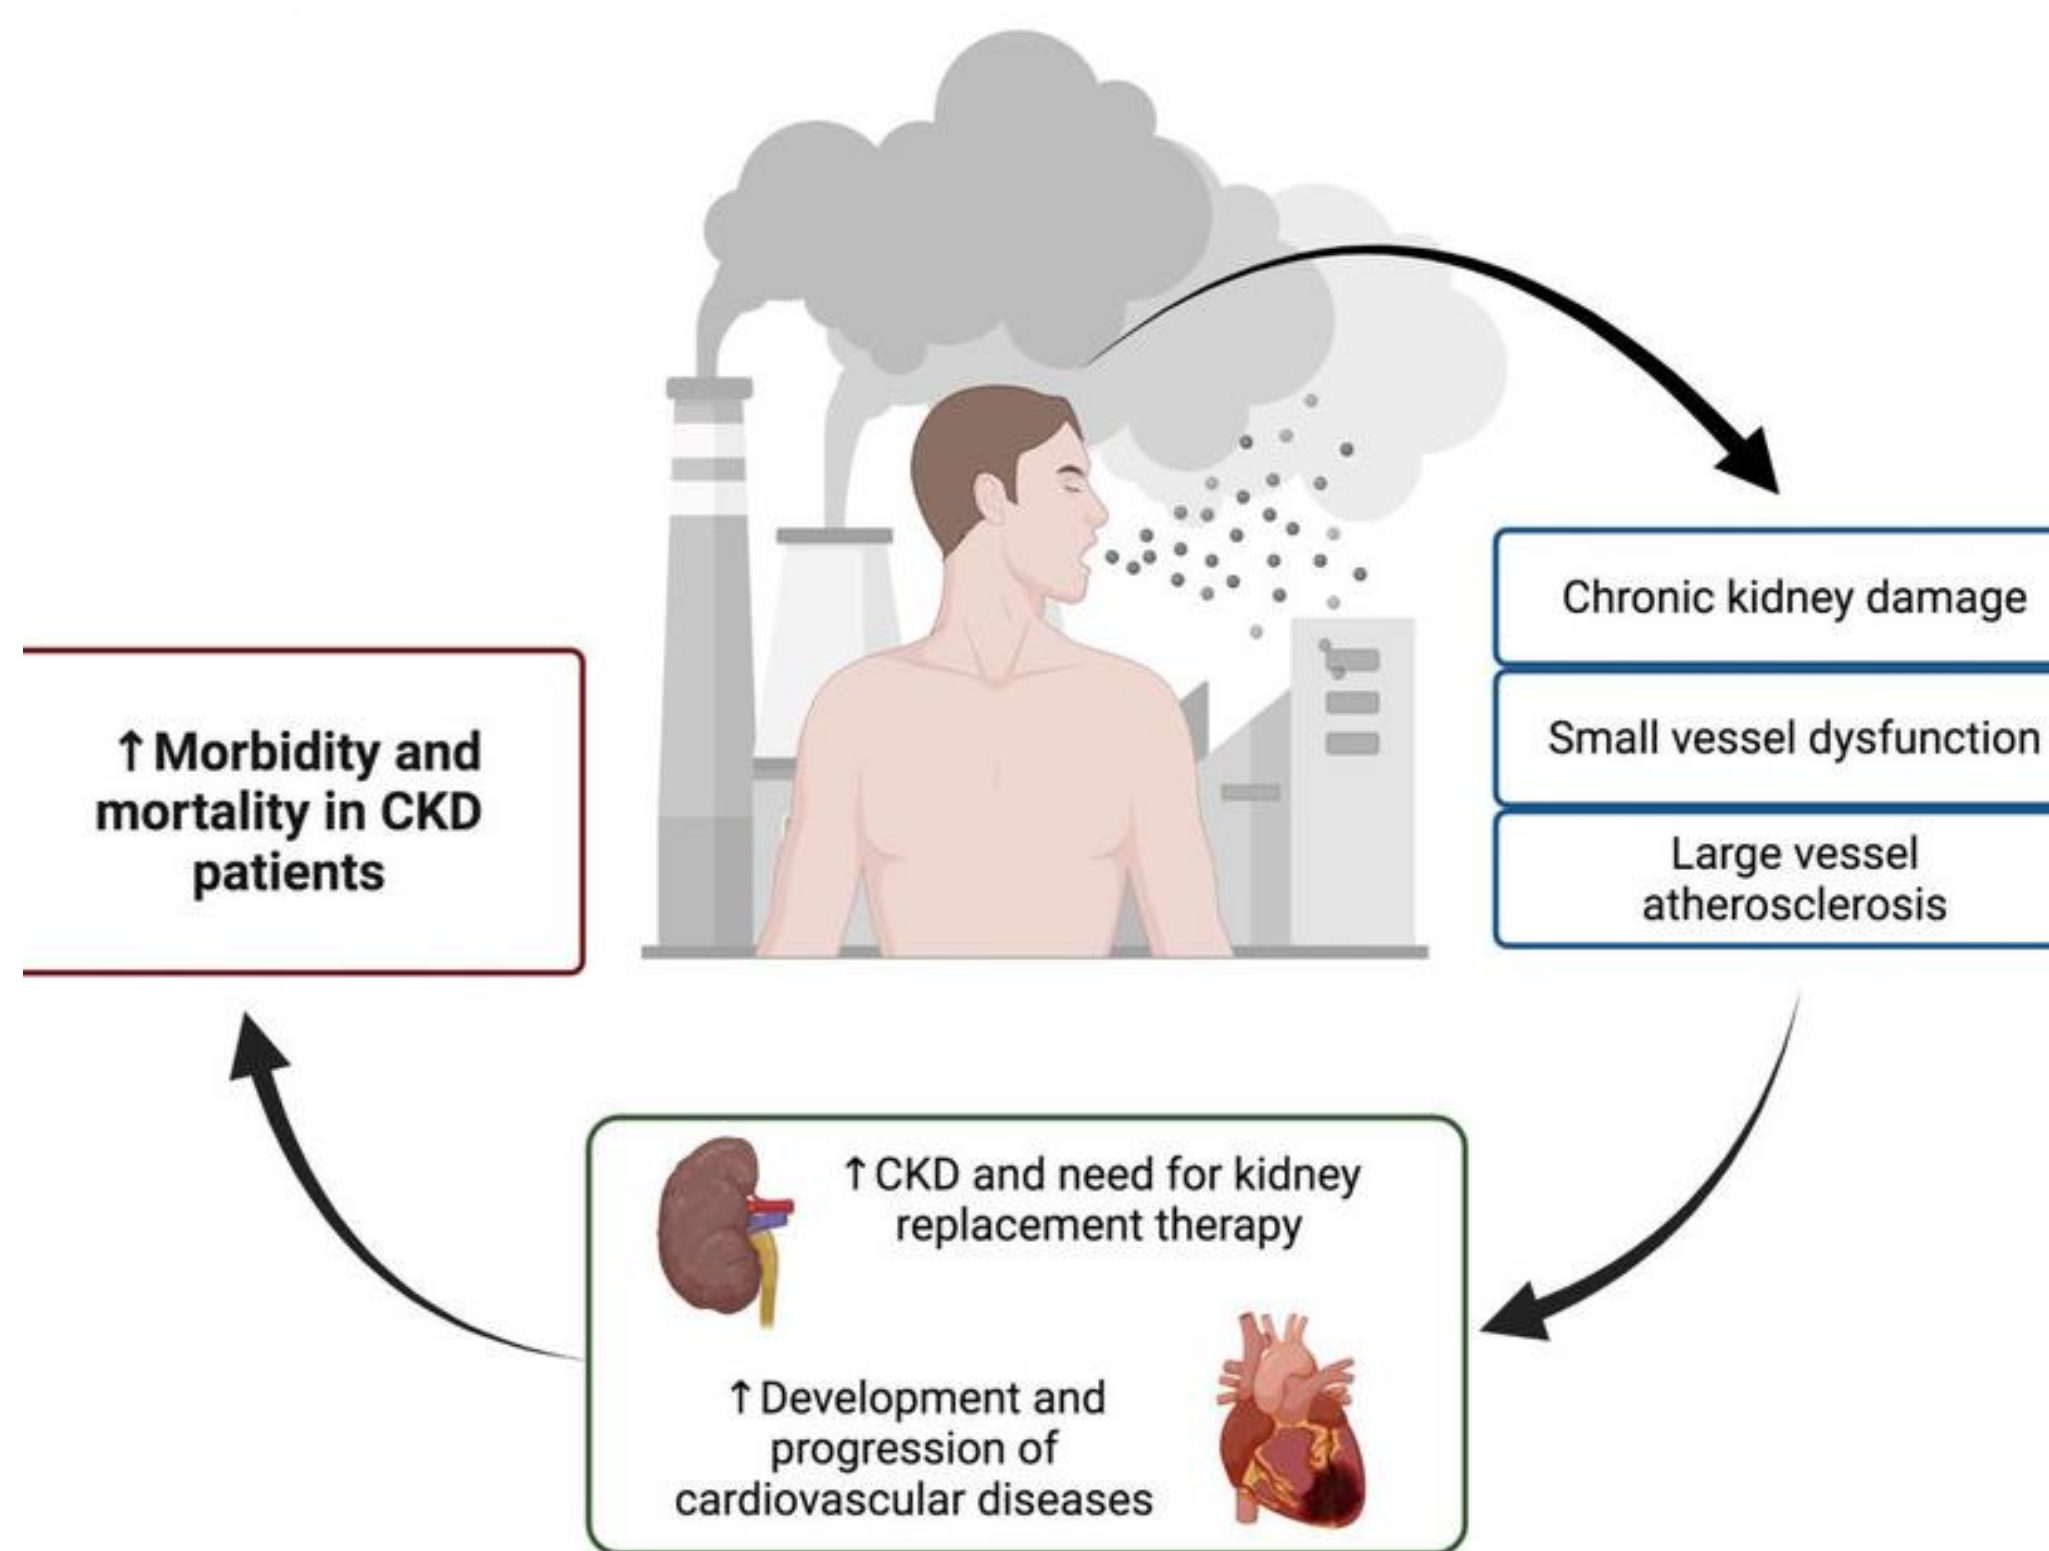 Chronic kidney damage
Small vessel dysfunction
Large vessel
atherosclerosis
↑Morbidity and
mortality in CKD
patients
↑CKD and need for kidney
replacement therapy
↑Development and
progression of
cardiovascular diseases